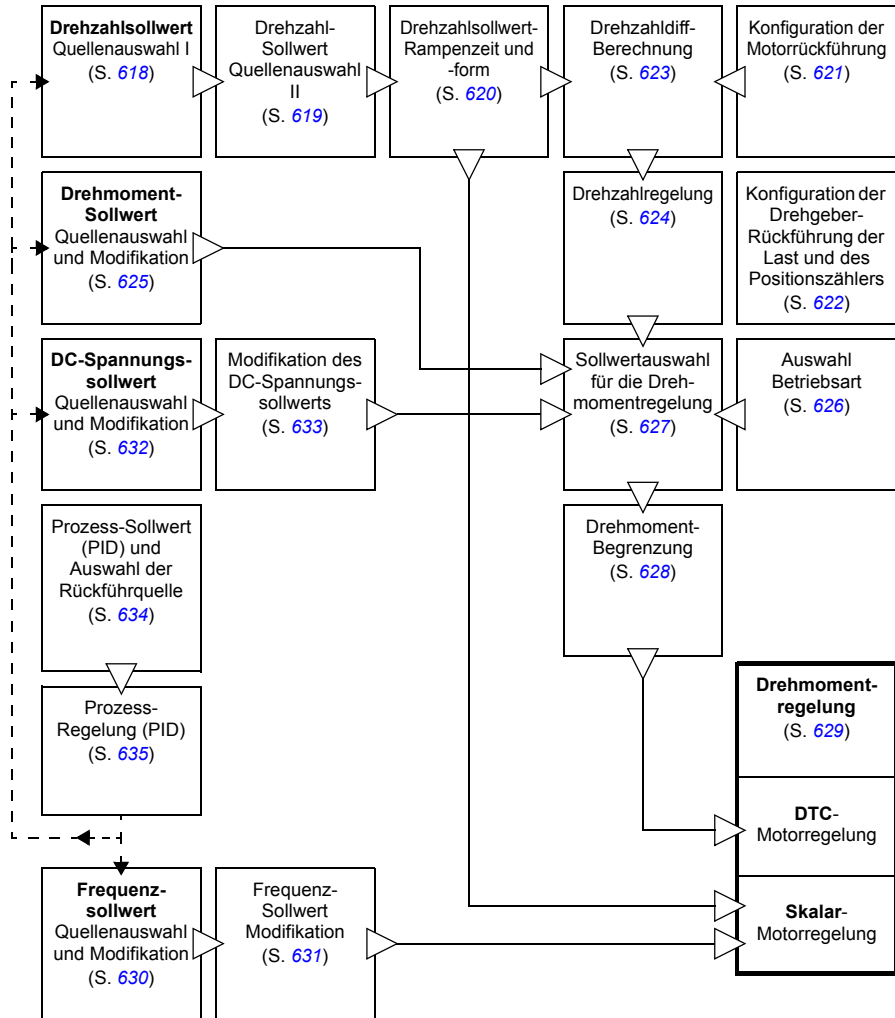 Drehzahlsollwert
Quellenauswahl I
(S. 618)
Drehzahl-
Sollwert
Quellenauswahl
II
(S. 619)
Drehzahlsollwert-
Rampenzeit und
-form
(S. 620)
Drehzahldiff-
Berechnung
(S. 623)
Konfiguration der
Motorrückführung
(S. 621)
Drehmoment-
Sollwert
Quellenauswahl
und Modifikation
(S. 625)
Drehzahlregelung
(S. 624)
Konfiguration der
Drehgeber-
Rückführung der
Last und des
Positionszählers
(S. 622)
DC-Spannungs-
sollwert
Quellenauswahl
und Modifikation
(S. 632)
Modifikation des
DC-Spannungs-
sollwerts
(S. 633)
Sollwertauswahl
für die Dreh-
momentregelung
(S. 627)
Auswahl
Betriebsart
(S. 626)
Prozess-Sollwert
(PID) und
Auswahl der
Rückführquelle
(S. 634)
Drehmoment-
Begrenzung
(S. 628)
Prozess-
Regelung (PID)
(S. 635)
Drehmoment-
regelung
(S. 629)
DTC-
Motorregelung
Skalar-
Motorregelung
Frequenz-
sollwert
Quellenauswahl
und Modifikation
(S. 630)
Frequenz-
Sollwert
Modifikation
(S. 631)